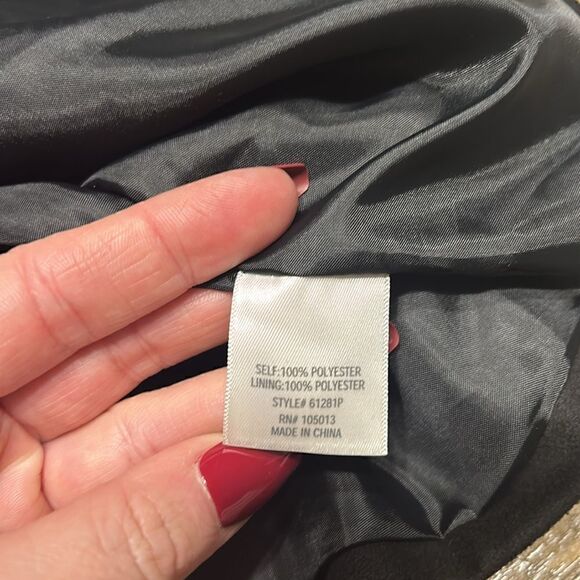 SELF:100% POLYESTER
LINING:100% POLYESTER
STYLE# 61281P
RN# 105013
MADE IN CHINA